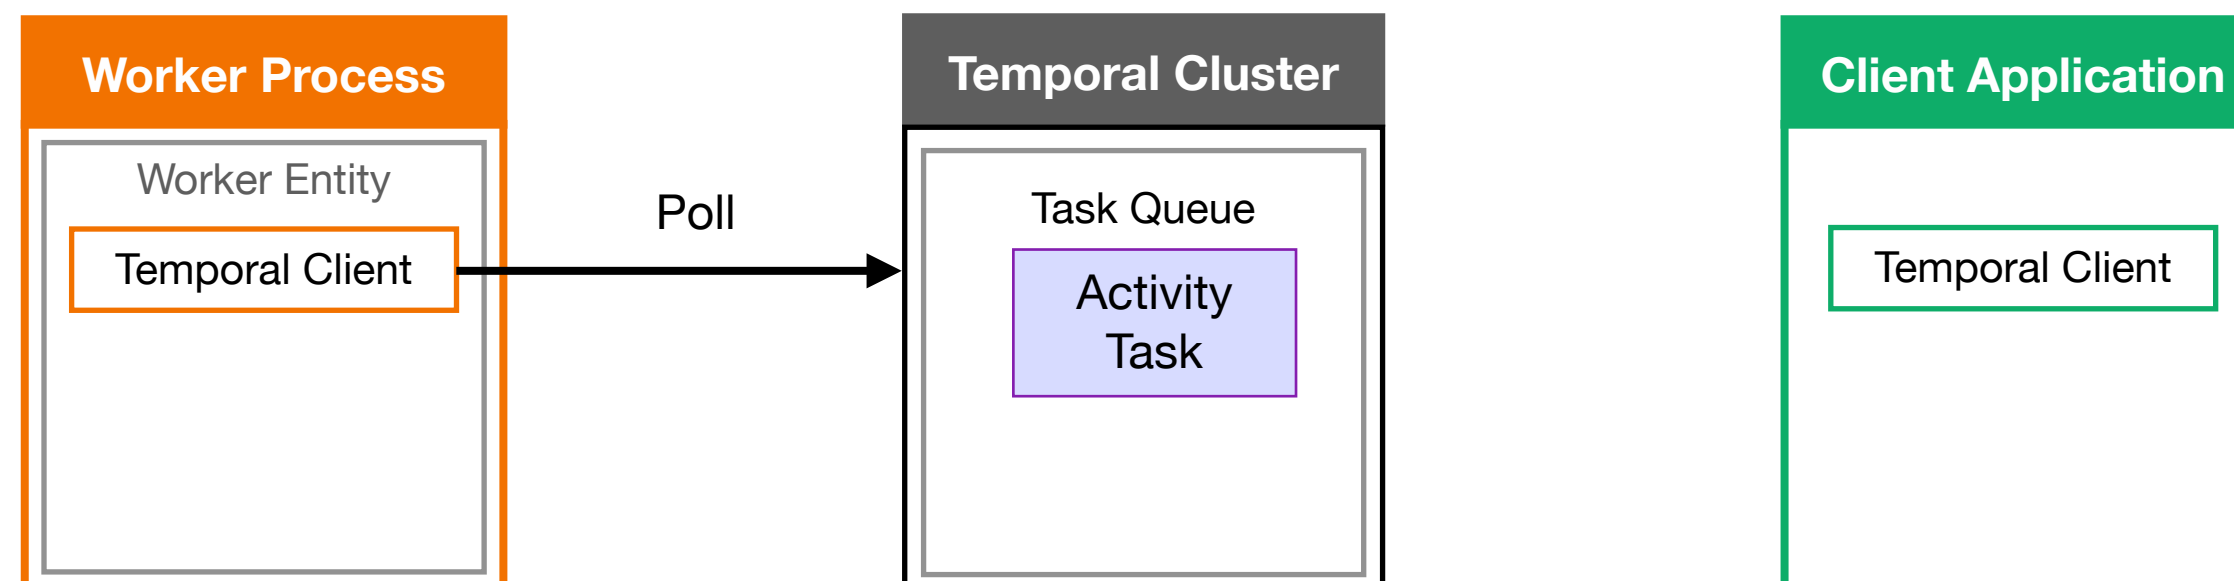 Worker Process
Worker Entity
Temporal Client
Poll
Temporal Cluster
Task Queue
Activity
Task
Client Application
Temporal Client